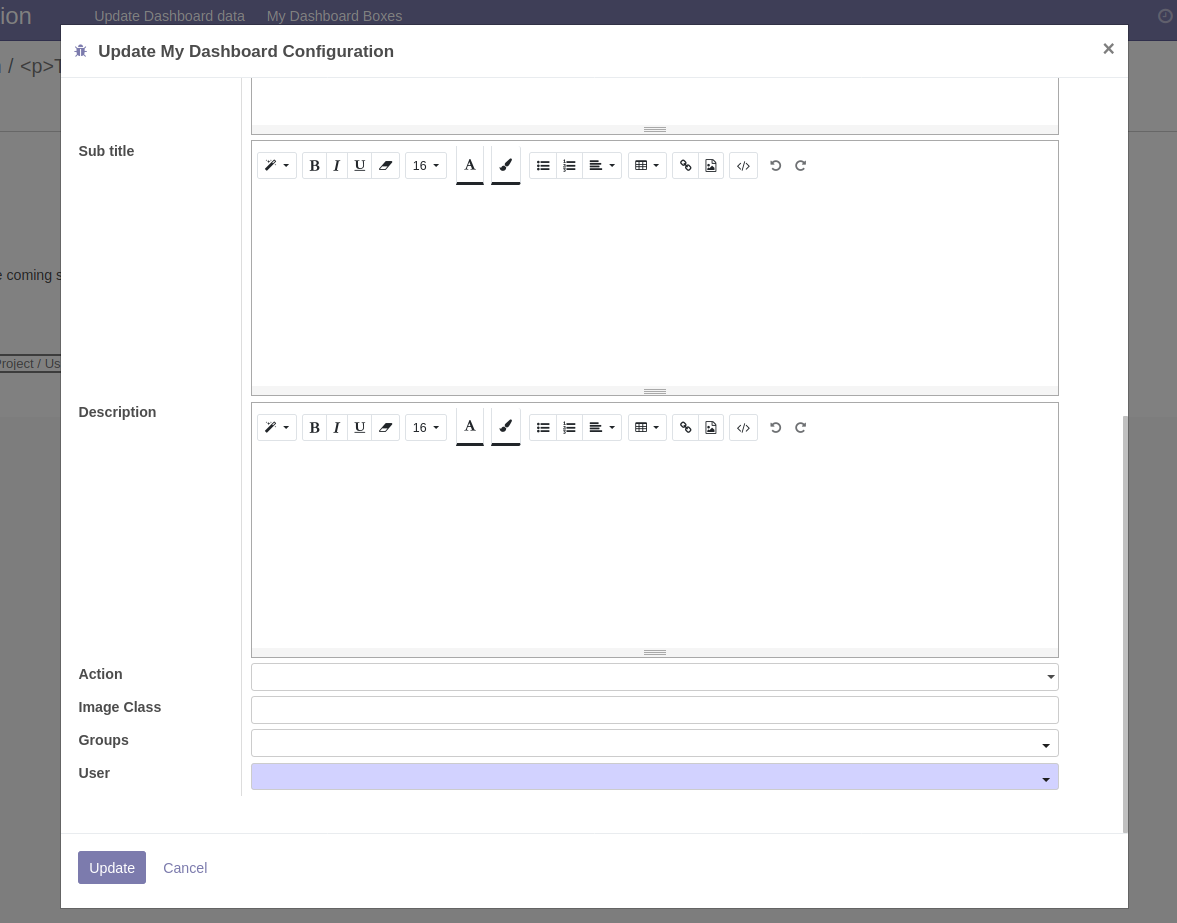 ion Update Dashboard data My Dashboard Boxes
Update My Dashboard Configuration ×
/ <p>T
Sub title
B I U 16 A </>
coming s
Project / Us
Description
B I U 16 A </>
Action
Image Class
Groups
User
Update Cancel